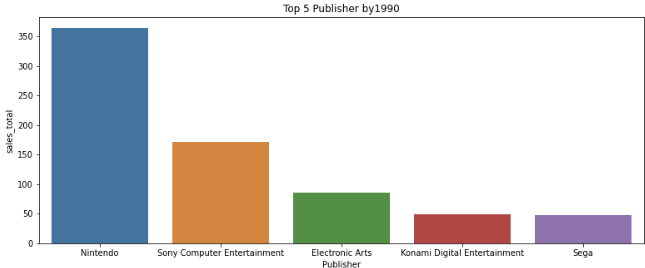 Top 5 Publisher by1990
sales_total
350
300
250
200
150
100
50
0
Nintendo Sony Computer Entertainment Electronic Arts Konami Digital Entertainment Sega
Publisher